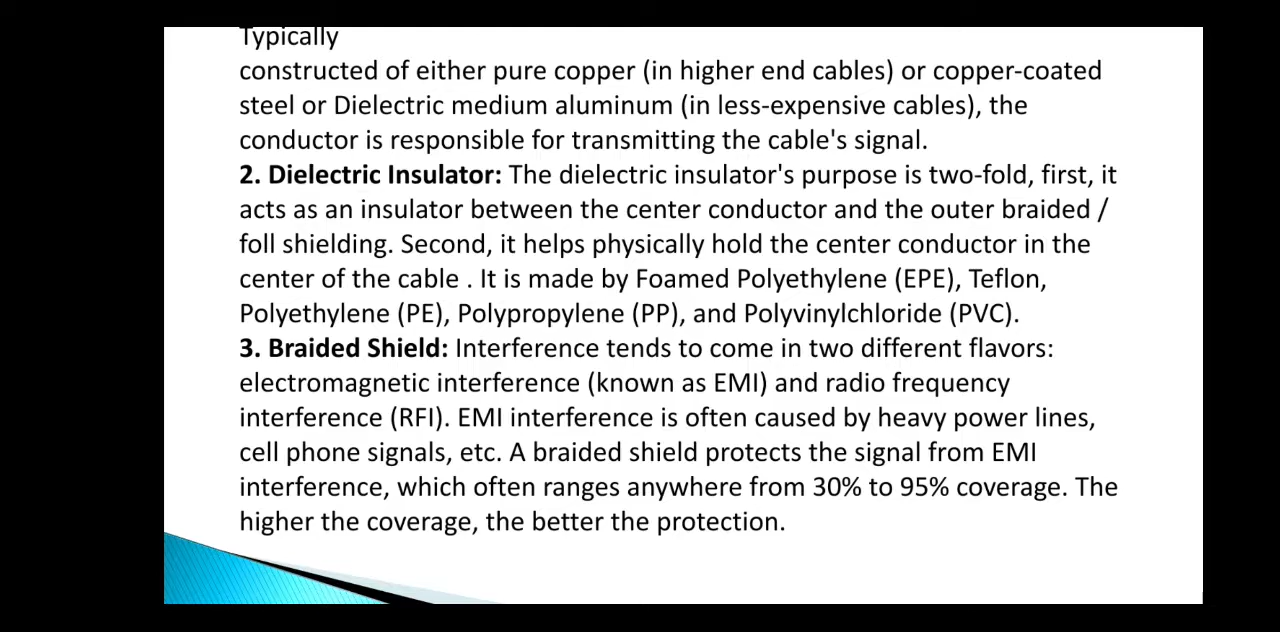 Typically
constructed of either pure copper (in higher end cables) or copper-coated
steel or Dielectric medium aluminum (in less-expensive cables), the
conductor is responsible for transmitting the cable's signal.
2. Dielectric Insulator: The dielectric insulator's purpose is two-fold, first, it
acts as an insulator between the center conductor and the outer braided /
foll shielding. Second, it helps physically hold the center conductor in the
center of the cable . It is made by Foamed Polyethylene (EPE), Teflon,
Polyethylene (PE), Polypropylene (PP), and Polyvinylchloride (PVC).
3. Braided Shield: Interference tends to come in two different flavors:
electromagnetic interference (known as EMI) and radio frequency
interference (RFI). EMI interference is often caused by heavy power lines,
cell phone signals, etc. A braided shield protects the signal from EMI
interference, which often ranges anywhere from 30% to 95% coverage. The
higher the coverage, the better the protection.